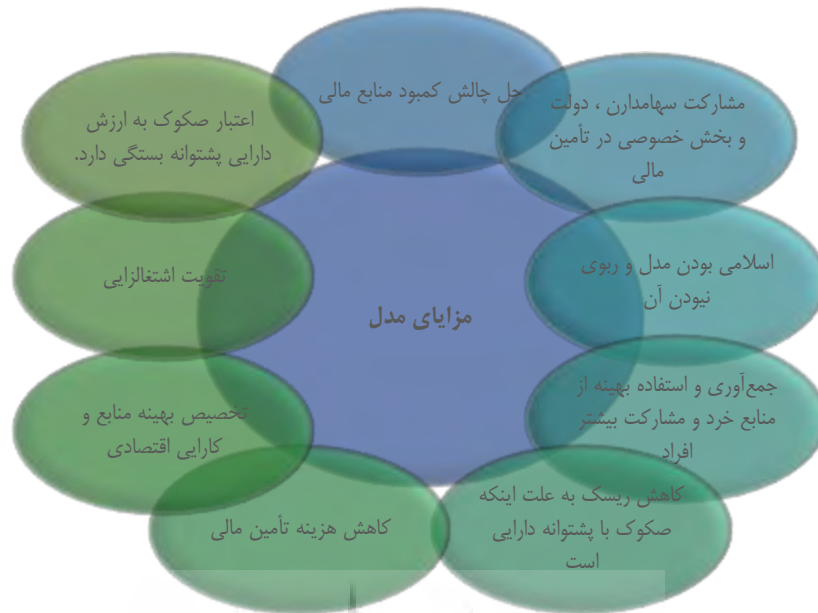 حل چالش کمبود منابع مالی
مشارکت سهامدارن ، دولت
و بخش خصوصی در تأمین
مالی
اسلامی بودن مدل و ربوی
نبودن آن
جمع‌آوری و استفاده بهینه از
منابع خرد و مشارکت بیشتر
افراد
کاهش ریسک به علت اینکه
صکوک با پشتوانه دارایی
است
کاهش هزینه تأمین مالی
تخصیص بهینه منابع و
کارایی اقتصادی
تقویت اشتغالزایی
اعتبار صکوک به ارزش
دارایی پشتوانه بستگی دارد.
مزایای مدل